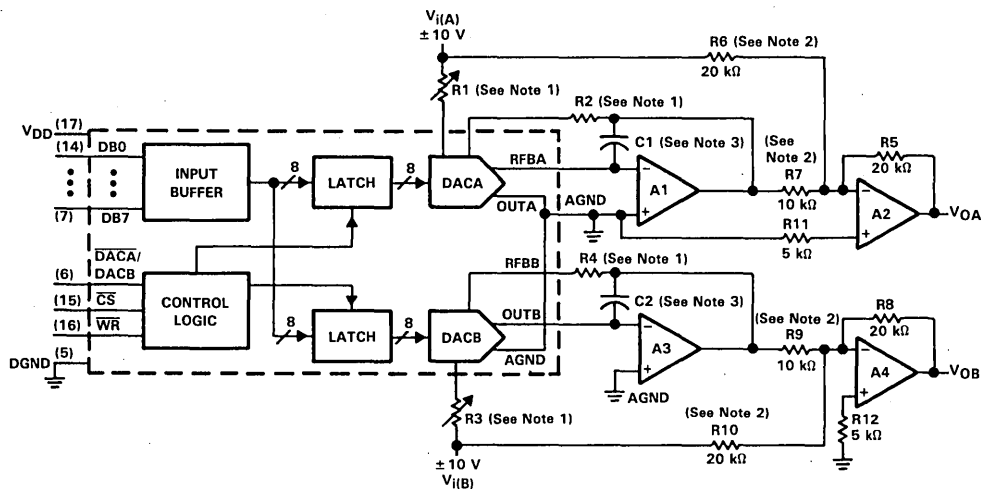 Vi(A)
± 10 V
R6 (See Note 2)
20 kΩ
R1 (See Note 1)
R2 (See Note 1)
VDD (17)
(14) DB0
(7) DB7
INPUT
BUFFER
8
LATCH
8
DACA
RFBA
OUTA
C1 (See Note 3)
A1
−
+
AGND
(See
Note 2)
R7
10 kΩ
R5
20 kΩ
−
+
A2
VOA
R11
5 kΩ
DACA/
(6) DACB
(15) CS
(16) WR
DGND (5)
CONTROL
LOGIC
8
LATCH
8
DACB
RFBB
OUTB
AGND
R4 (See Note 1)
C2 (See Note 3)
−
+
A3
AGND
(See Note 2)
R9
10 kΩ
R8
20 kΩ
−
+
A4
VOB
R12
5 kΩ
R3 (See Note 1)
(See Note 2)
R10
20 kΩ
± 10 V
Vi(B)